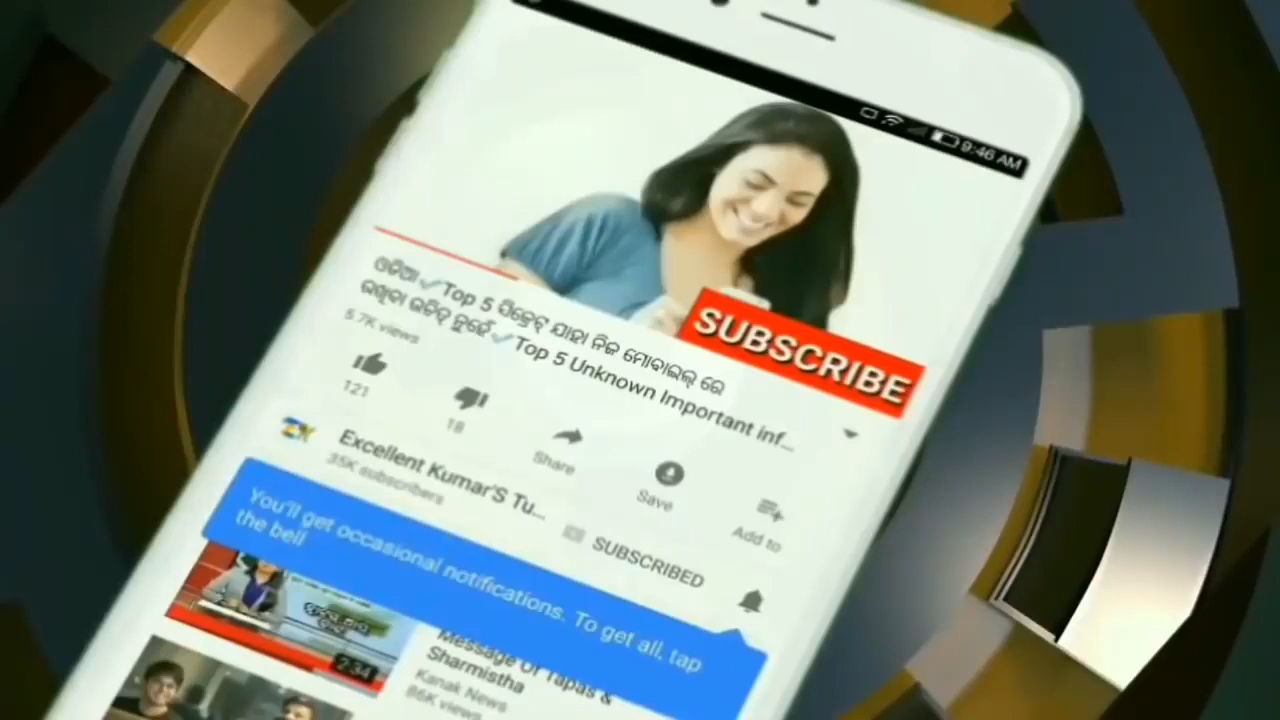 9:46 AM
SUBSCRIBE
ଓଡିଆ ✓Top 5 ସିକ୍ରେଟ୍ ଯାହା ନିଜ ମୋବାଇଲ୍ ରେ
ରଖିବା ଉଚିତ୍ ନୁହେଁ ✓Top 5 Unknown Important inf...
5.7K views
121
18
Share
Save
Add to
Excellent Kumar'S Tu...
35K subscribers
SUBSCRIBED
You'll get occasional notifications. To get all, tap
the bell
2:34
Message Of Tapas &
Sharmistha
Kanak News
86K views